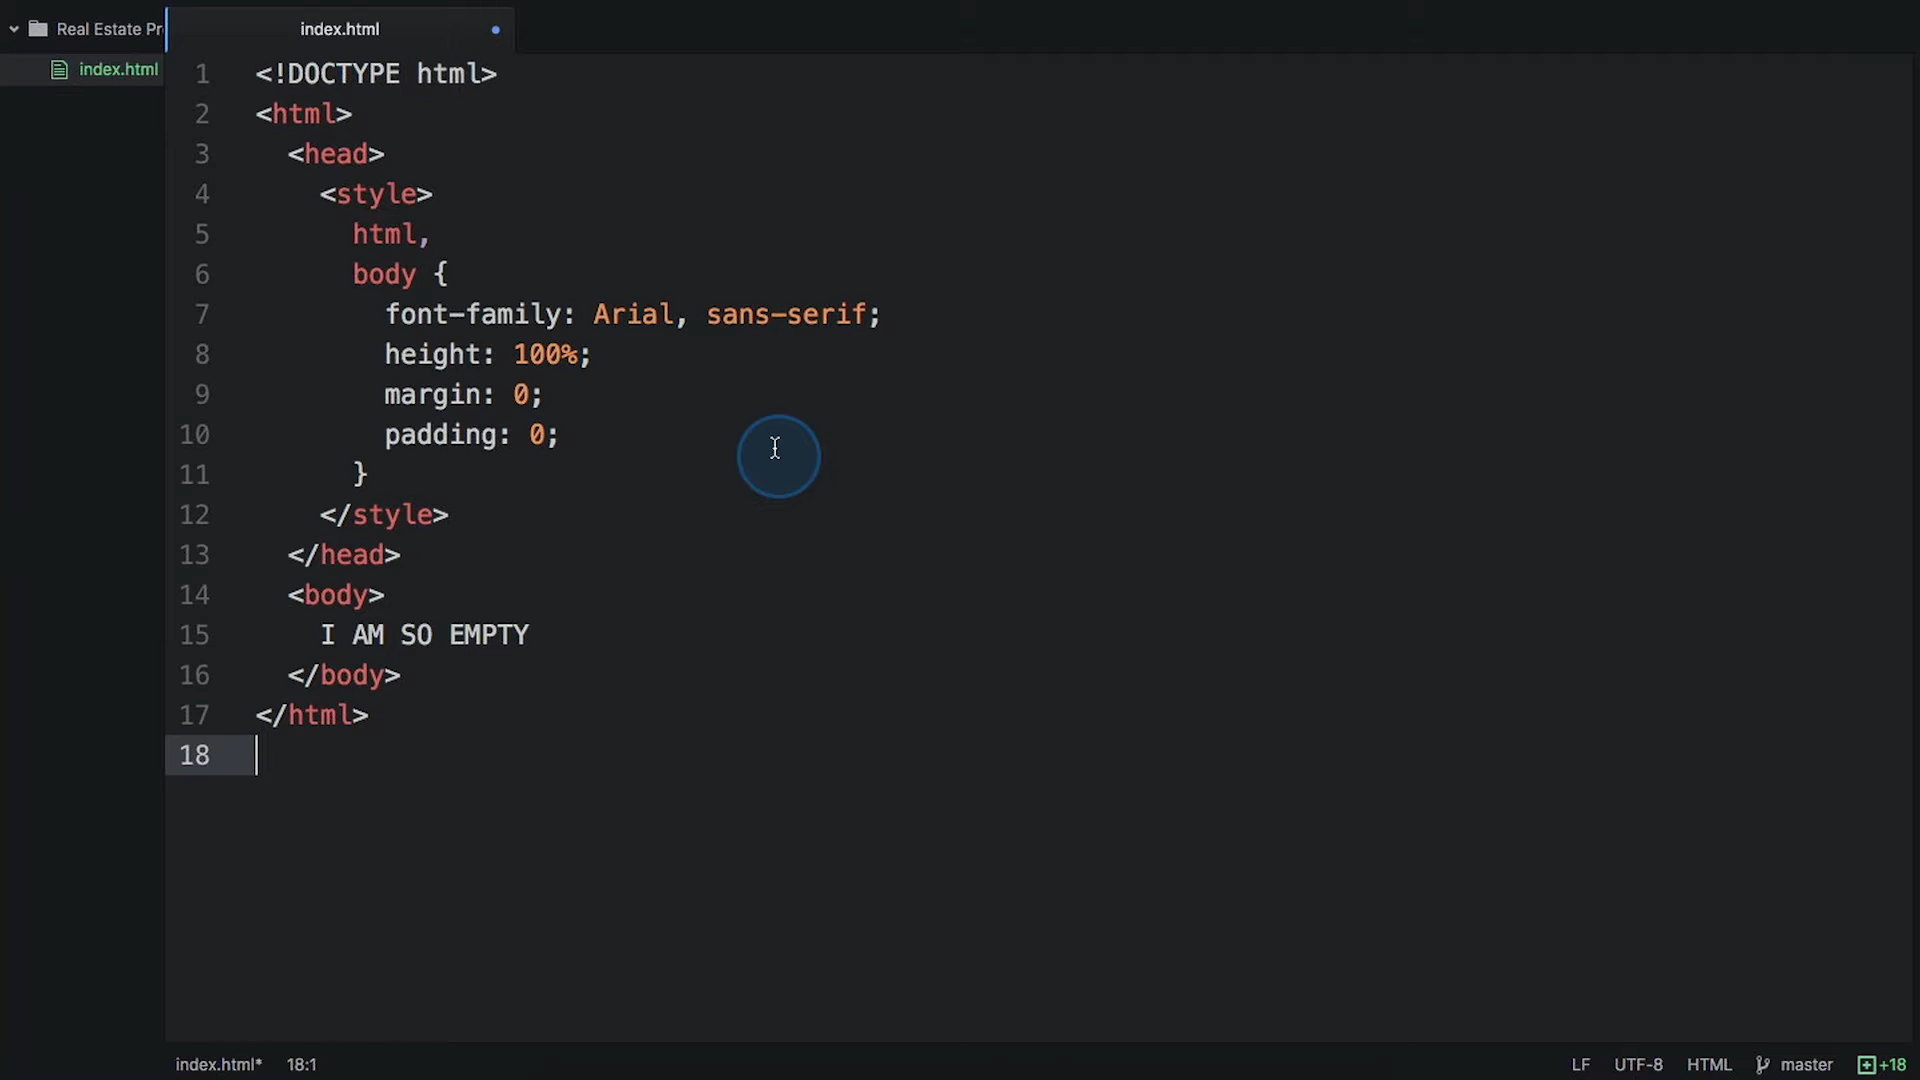 Real Estate Pr
index.html
index.html
1 <!DOCTYPE html>
2 <html>
3   <head>
4     <style>
5       html,
6       body {
7         font-family: Arial, sans-serif;
8         height: 100%;
9         margin: 0;
10         padding: 0;
11       }
12     </style>
13   </head>
14   <body>
15     I AM SO EMPTY
16   </body>
17 </html>
18
index.html* 18:1 LF UTF-8 HTML master +18